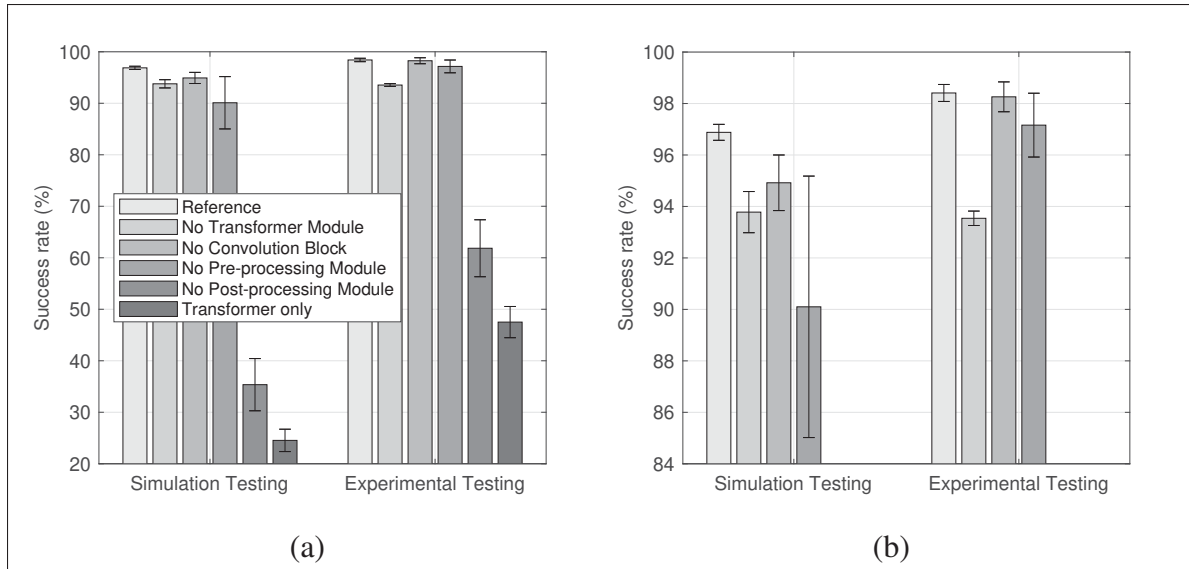 100
90
80
70
60
50
40
30
20
Success rate (%)
Reference
No Transformer Module
No Convolution Block
No Pre-processing Module
No Post-processing Module
Transformer only
Simulation Testing
Experimental Testing
(a)
100
98
96
94
92
90
88
86
84
Success rate (%)
Simulation Testing
Experimental Testing
(b)